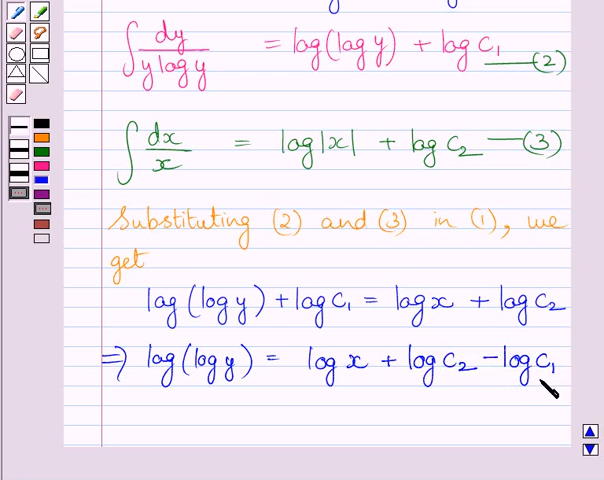 ∫ dy / y log y = log(log y) + log C₁ —(2)
∫ dx / x = log|x| + log C₂ —(3)
Substituting (2) and (3) in (1), we
get
log(log y) + log C₁ = log x + log C₂
⇒ log(log y) = log x + log C₂ − log C₁